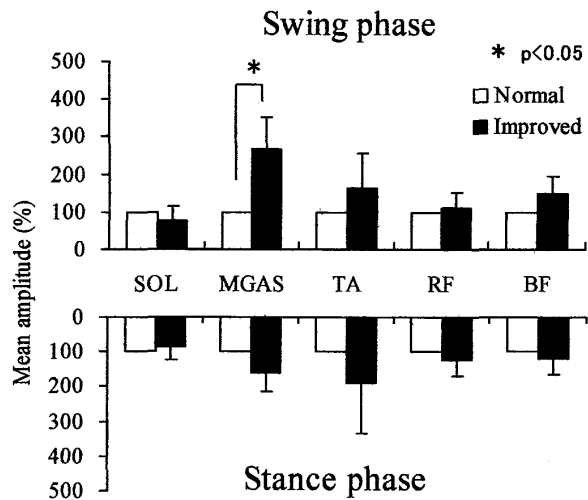 Swing phase
* p<0.05
Normal
Improved
*
500
400
300
200
100
0
Mean amplitude (%)
SOL MGAS TA RF BF
0
100
200
300
400
500
Stance phase